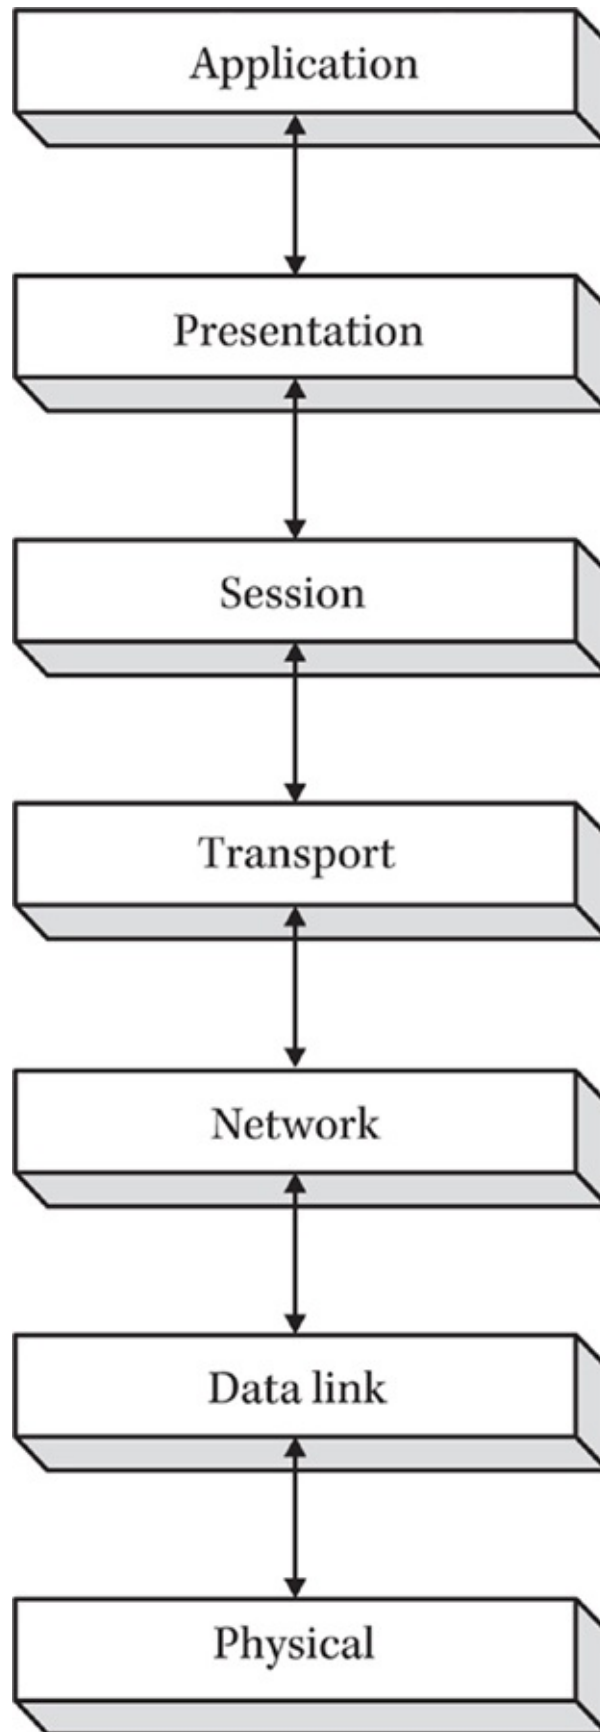 Application
Presentation
Session
Transport
Network
Data link
Physical